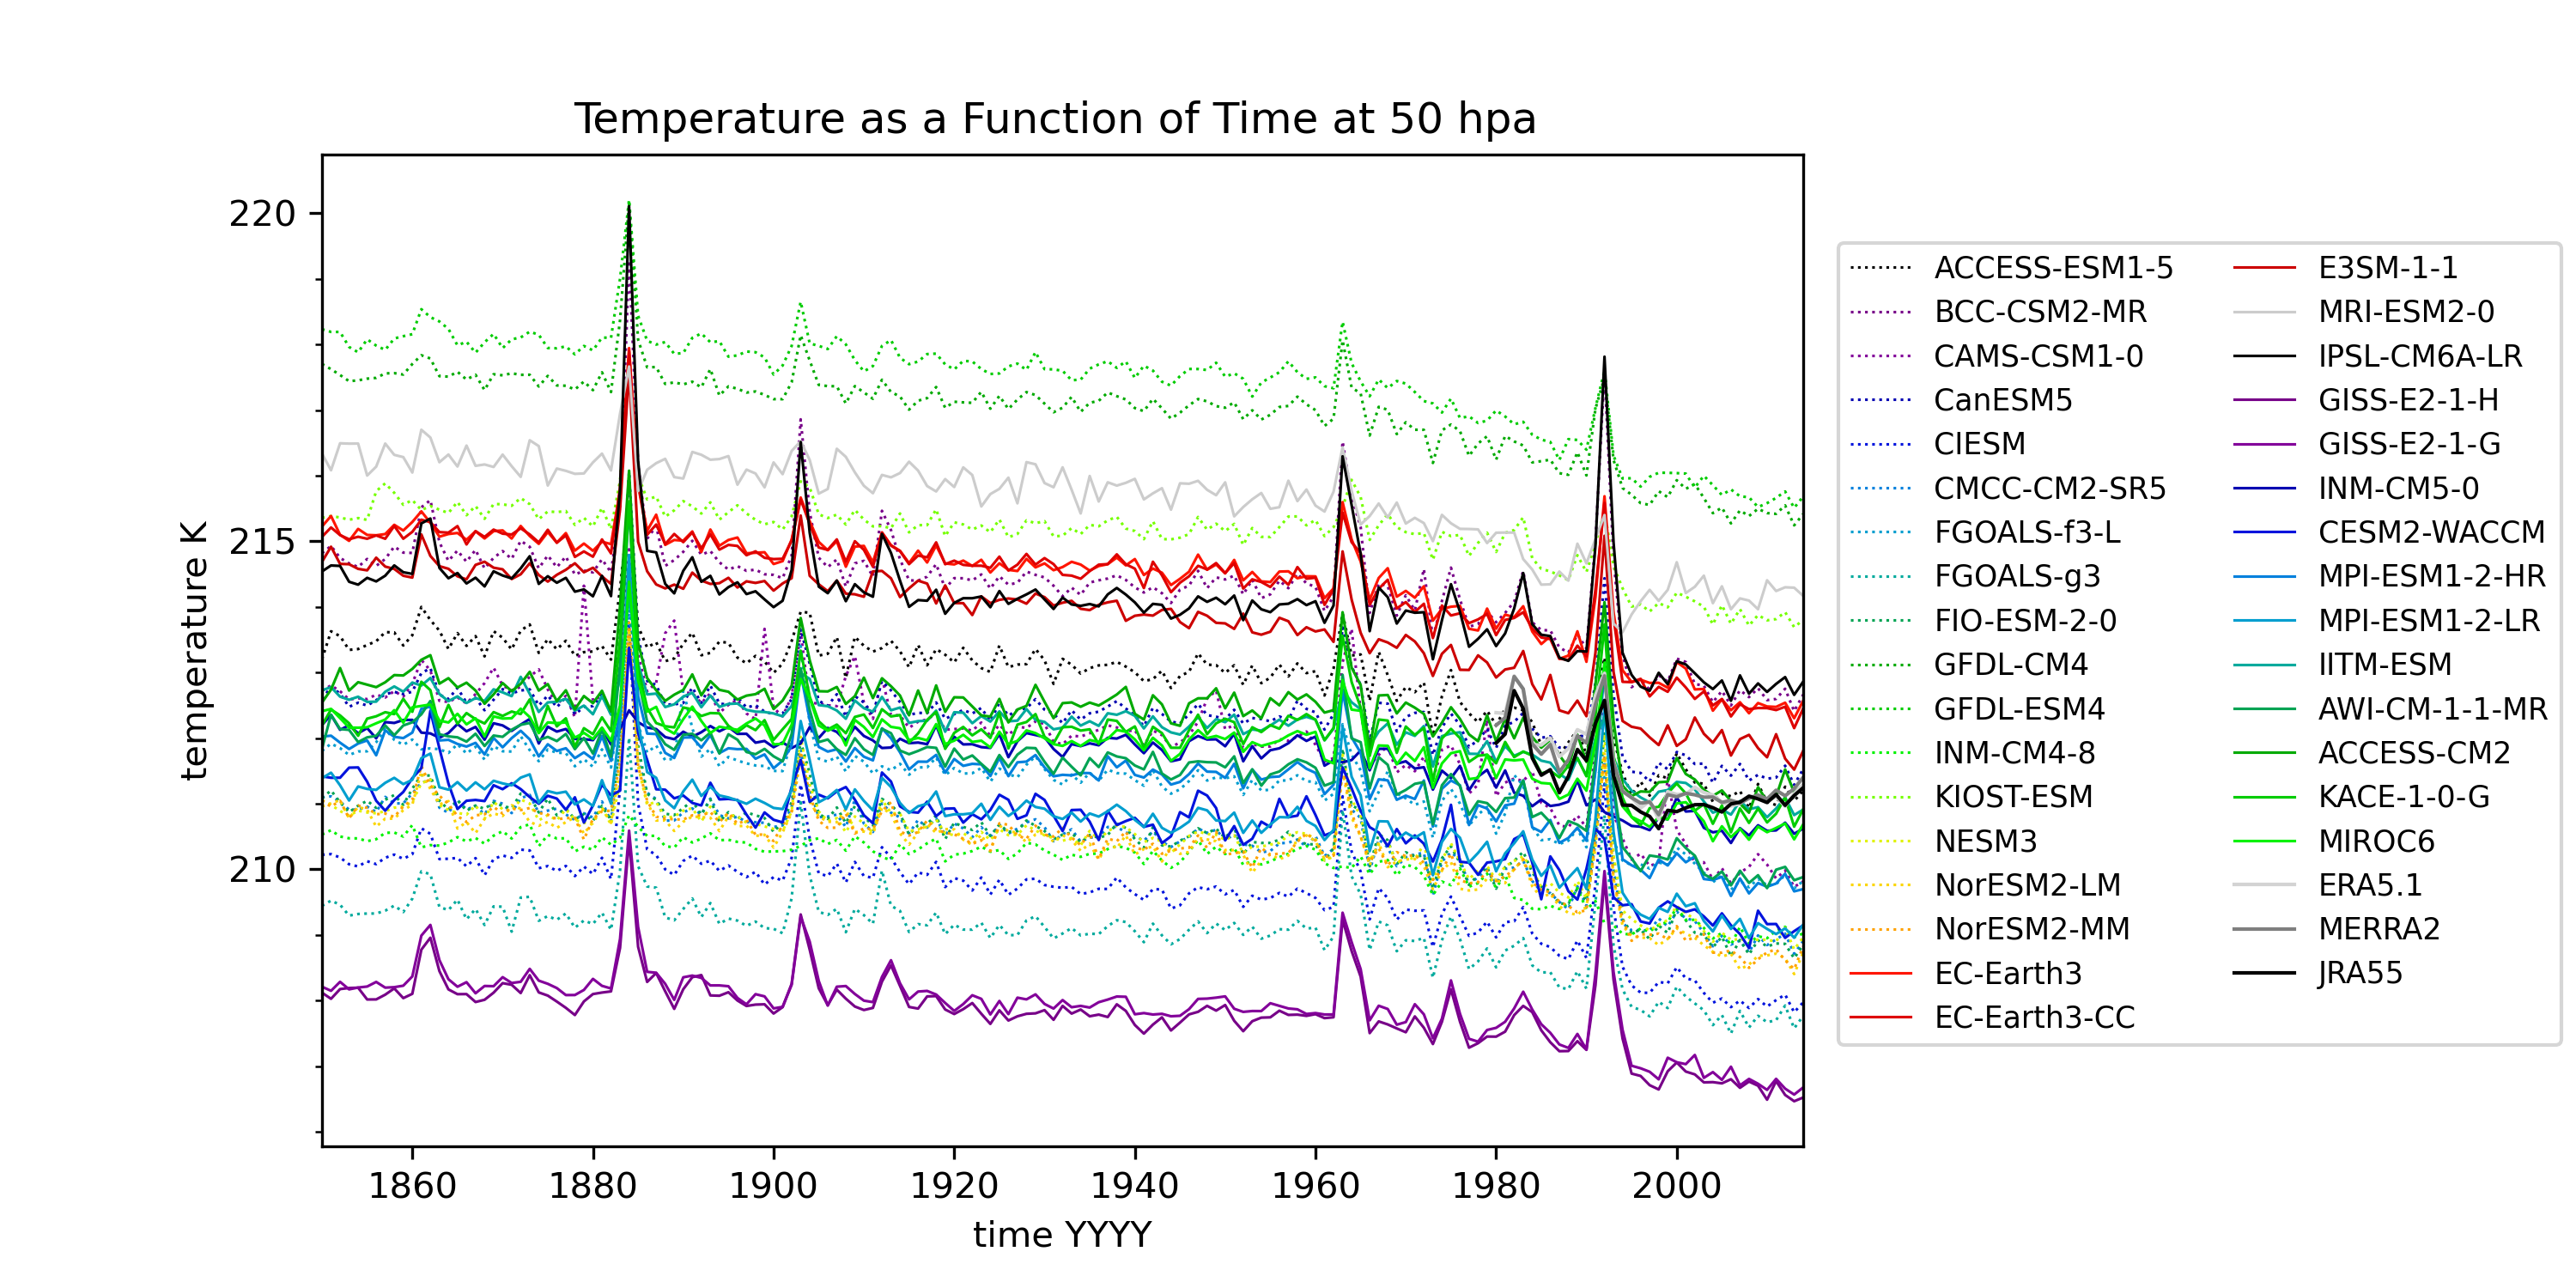 Temperature as a Function of Time at 50 hpa
temperature K
220
215
210
1860 1880 1900 1920 1940 1960 1980 2000
time YYYY
ACCESS-ESM1-5
BCC-CSM2-MR
CAMS-CSM1-0
CanESM5
CIESM
CMCC-CM2-SR5
FGOALS-f3-L
FGOALS-g3
FIO-ESM-2-0
GFDL-CM4
GFDL-ESM4
INM-CM4-8
KIOST-ESM
NESM3
NorESM2-LM
NorESM2-MM
EC-Earth3
EC-Earth3-CC
E3SM-1-1
MRI-ESM2-0
IPSL-CM6A-LR
GISS-E2-1-H
GISS-E2-1-G
INM-CM5-0
CESM2-WACCM
MPI-ESM1-2-HR
MPI-ESM1-2-LR
IITM-ESM
AWI-CM-1-1-MR
ACCESS-CM2
KACE-1-0-G
MIROC6
ERA5.1
MERRA2
JRA55